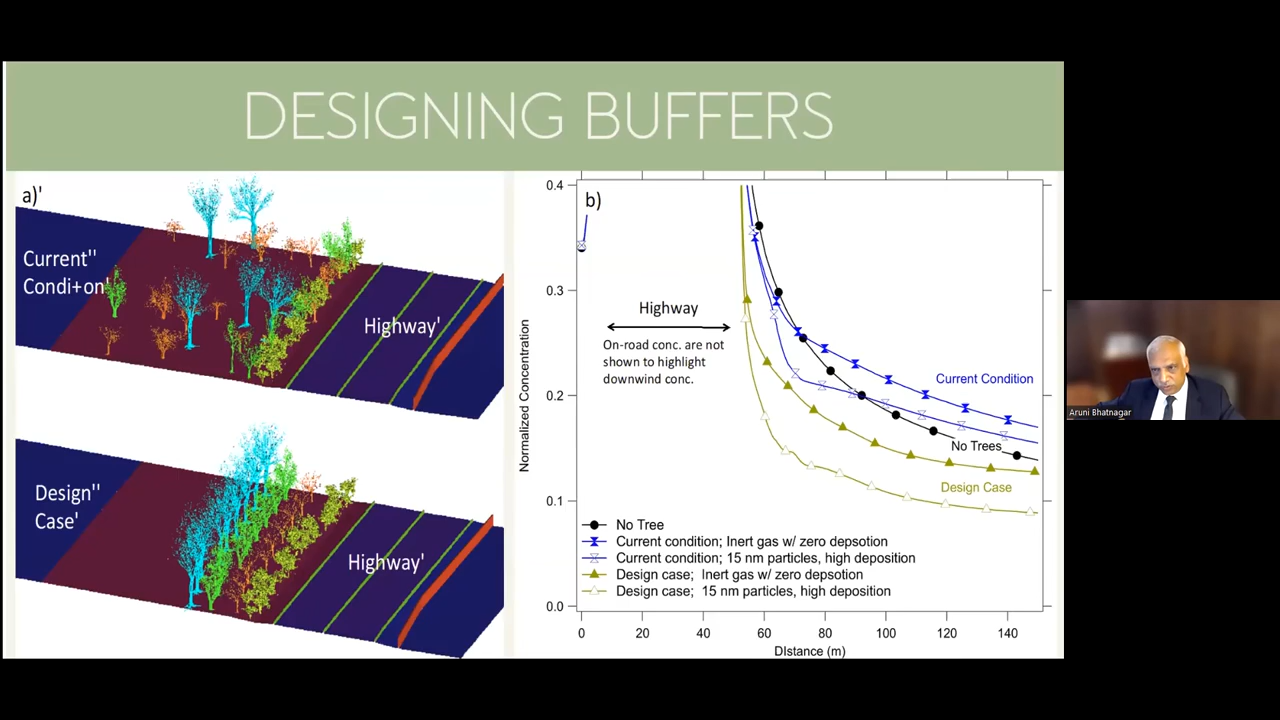 DESIGNING BUFFERS
a)'
Current''
Condi+on'
Highway'
Design''
Case'
Highway'
b)
0.4
0.3
0.2
0.1
0.0
Normalized Concentration
Highway
On-road conc. are not
shown to highlight
downwind conc.
Current Condition
No Trees
Design Case
No Tree
Current condition; Inert gas w/ zero depsotion
Current condition; 15 nm particles, high deposition
Design case; Inert gas w/ zero depsotion
Design case; 15 nm particles, high deposition
0 20 40 60 80 100 120 140
DIstance (m)
Aruni Bhatnagar